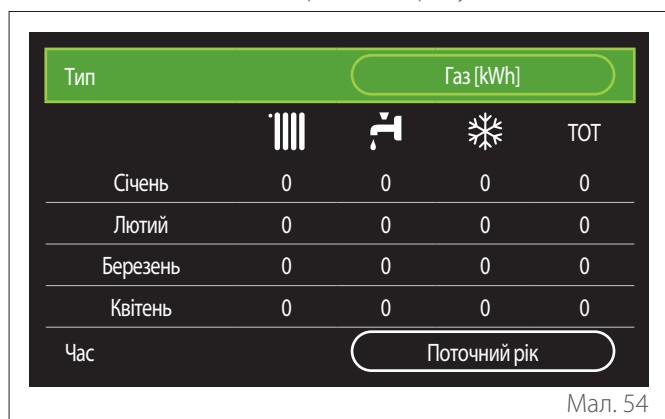 Тип Газ [kWh]
TOT
Січень 0 0 0 0
Лютий 0 0 0 0
Березень 0 0 0 0
Квітень 0 0 0 0
Час Поточний рік
Мал. 54